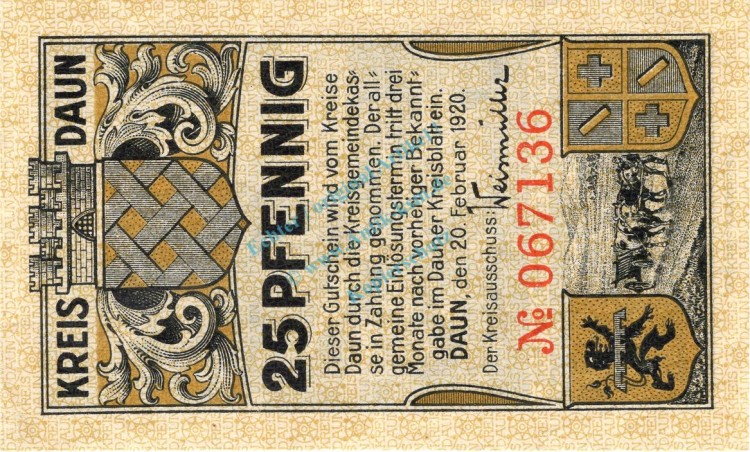 KREIS DAUN
25 PFENNIG
Dieser Gutschein wird vom Kreise
Daun durch die Kreisgemeindekas=
se in Zahlung genommen. Der all=
gemeine Einlösungstermin tritt drei
Monate nach vorheriger Bekannt=
gabe im Dauner Kreisblatt ein.
DAUN, den 20. Februar 1920.
Der Kreisausschuss: Weismüller
№ 067136